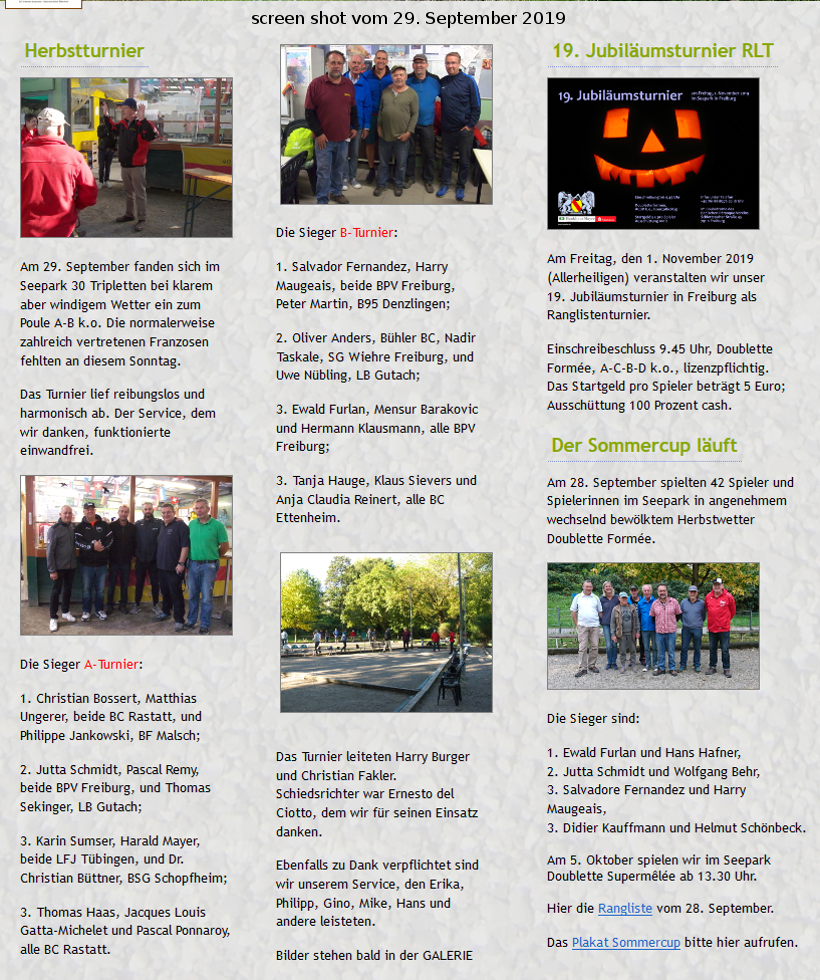 screen shot vom 29. September 2019
Herbstturnier
Am 29. September fanden sich im
Seepark 30 Tripletten bei klarem
aber windigem Wetter ein zum
Poule A-B k.o. Die normalerweise
zahlreich vertretenen Franzosen
fehlten an diesem Sonntag.
Das Turnier lief reibungslos und
harmonisch ab. Der Service, dem
wir danken, funktionierte
einwandfrei.
Die Sieger A-Turnier:
1. Christian Bossert, Matthias
Ungerer, beide BC Rastatt, und
Philippe Jankowski, BF Malsch;
2. Jutta Schmidt, Pascal Remy,
beide BPV Freiburg, und Thomas
Sekinger, LB Gutach;
3. Karin Sumser, Harald Mayer,
beide LFJ Tübingen, und Dr.
Christian Büttner, BSG Schopfheim;
3. Thomas Haas, Jacques Louis
Gatta-Michelet und Pascal Ponnaroy,
alle BC Rastatt.
Die Sieger B-Turnier:
1. Salvador Fernandez, Harry
Maugeais, beide BPV Freiburg,
Peter Martin, B95 Denzlingen;
2. Oliver Anders, Bühler BC, Nadir
Taskale, SG Wiehre Freiburg, und
Uwe Nübling, LB Gutach;
3. Ewald Furlan, Mensur Barakovic
und Hermann Klausmann, alle BPV
Freiburg;
3. Tanja Hauge, Klaus Sievers und
Anja Claudia Reinert, alle BC
Ettenheim.
Das Turnier leiteten Harry Burger
und Christian Fakler.
Schiedsrichter war Ernesto del
Ciotto, dem wir für seinen Einsatz
danken.
Ebenfalls zu Dank verpflichtet sind
wir unserem Service, den Erika,
Philipp, Gino, Mike, Hans und
andere leisteten.
Bilder stehen bald in der GALERIE
19. Jubiläumsturnier RLT
19. Jubiläumsturnier
am Freitag, 1. November 2019
im Seepark in Freiburg
Am Freitag, den 1. November 2019
(Allerheiligen) veranstalten wir unser
19. Jubiläumsturnier in Freiburg als
Ranglistenturnier.
Einschreibeschluss 9.45 Uhr, Doublette
Formée, A-C-B-D k.o., lizenzpflichtig.
Das Startgeld pro Spieler beträgt 5 Euro;
Ausschüttung 100 Prozent cash.
Der Sommercup läuft
Am 28. September spielten 42 Spieler und
Spielerinnen im Seepark in angenehmem
wechselnd bewölktem Herbstwetter
Doublette Formée.
Die Sieger sind:
1. Ewald Furlan und Hans Hafner,
2. Jutta Schmidt und Wolfgang Behr,
3. Salvadore Fernandez und Harry
Maugeais,
3. Didier Kauffmann und Helmut Schönbeck.
Am 5. Oktober spielen wir im Seepark
Doublette Supermêlée ab 13.30 Uhr.
Hier die Rangliste vom 28. September.
Das Plakat Sommercup bitte hier aufrufen.